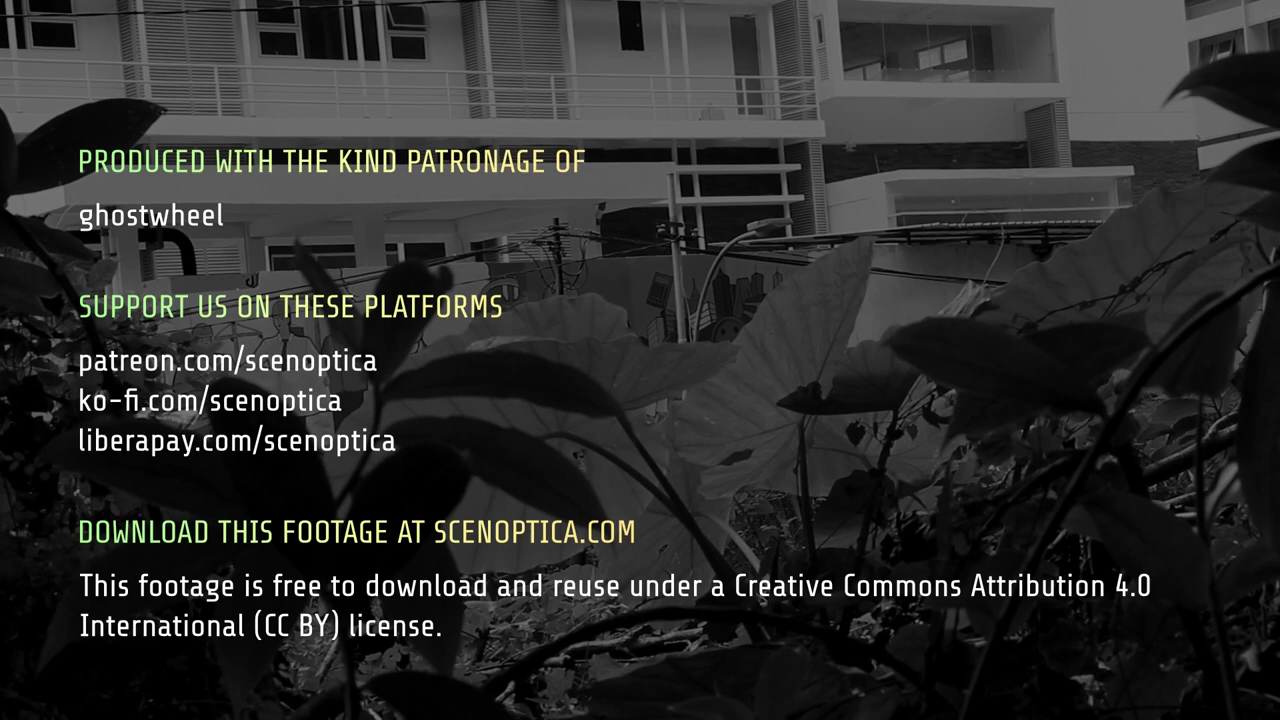 PRODUCED WITH THE KIND PATRONAGE OF
ghostwheel
SUPPORT US ON THESE PLATFORMS
patreon.com/scenoptica
ko-fi.com/scenoptica
liberapay.com/scenoptica
DOWNLOAD THIS FOOTAGE AT SCENOPTICA.COM
This footage is free to download and reuse under a Creative Commons Attribution 4.0
International (CC BY) license.